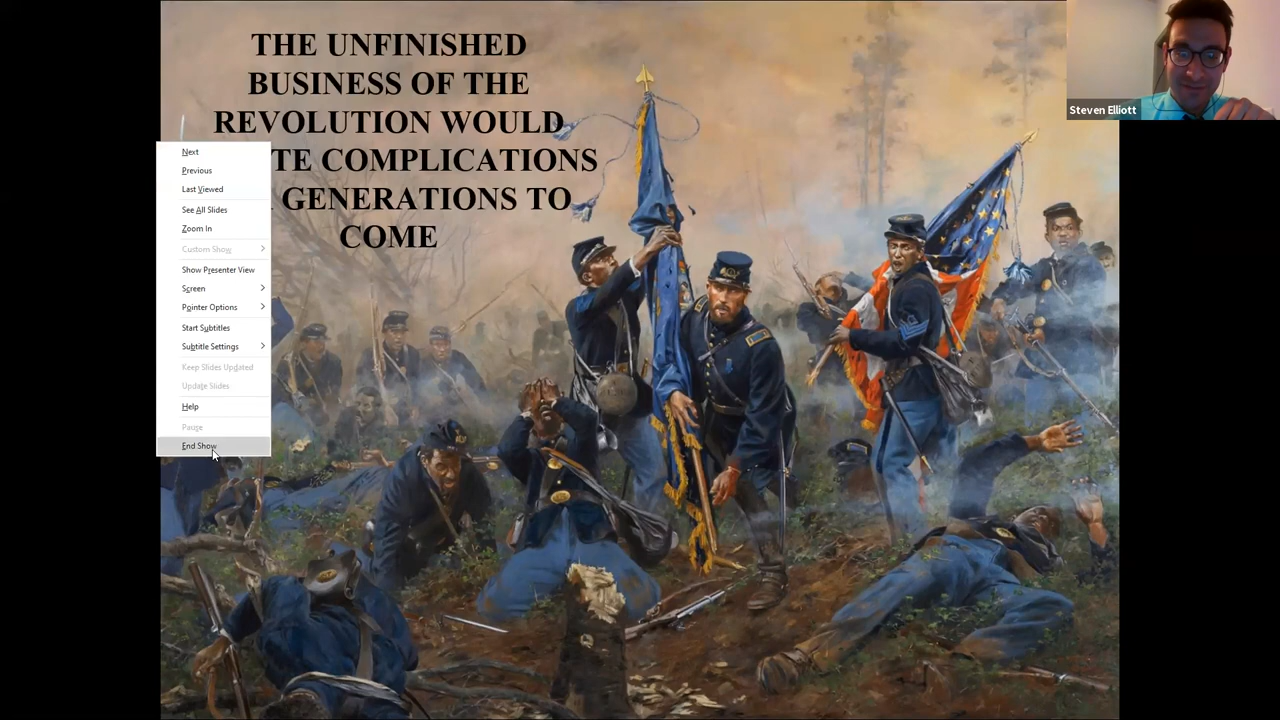 THE UNFINISHED
BUSINESS OF THE
REVOLUTION WOULD
TE COMPLICATIONS
GENERATIONS TO
COME
Next
Previous
Last Viewed
See All Slides
Zoom In
Custom Show
Show Presenter View
Screen
Pointer Options
Start Subtitles
Subtitle Settings
Keep Slides Updated
Update Slides
Help
Pause
End Show
Steven Elliott